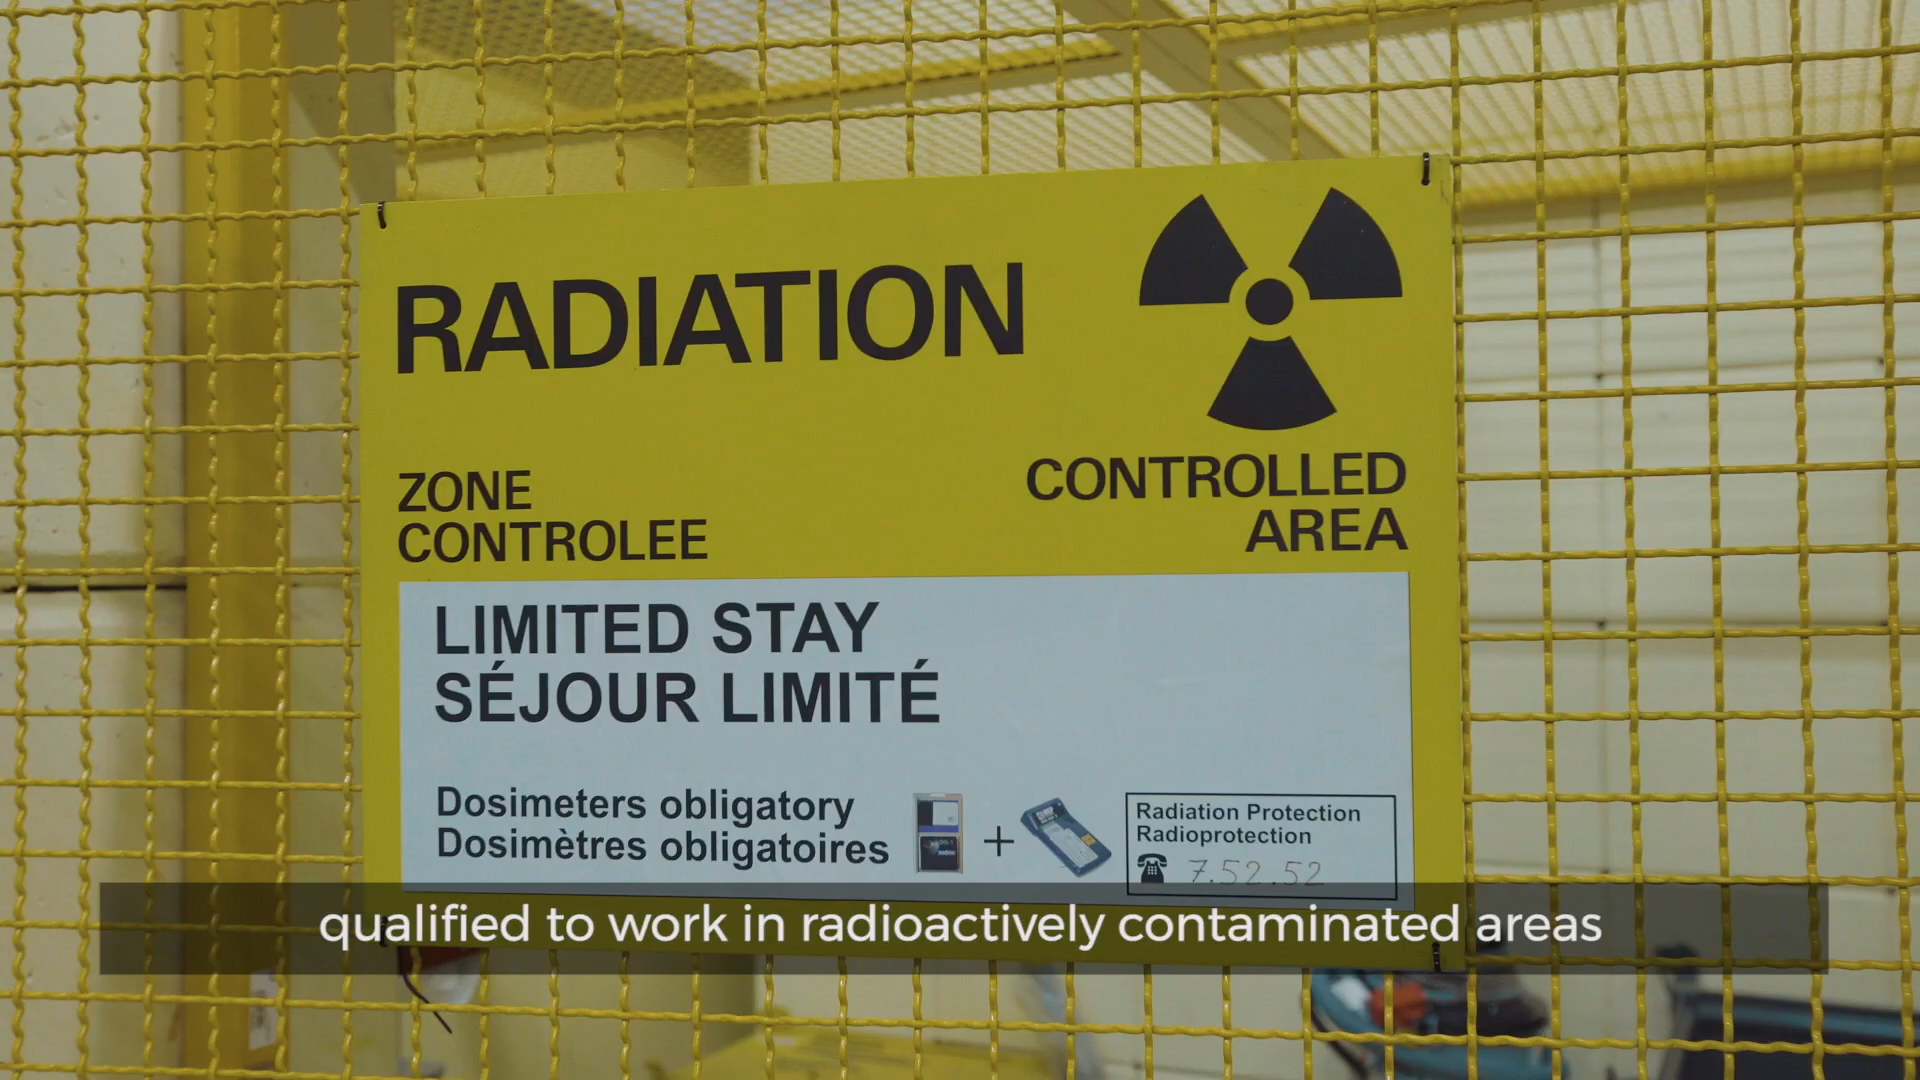 RADIATION
ZONE
CONTROLEE
CONTROLLED
AREA
LIMITED STAY
SÉJOUR LIMITÉ
Dosimeters obligatory
Dosimètres obligatoires
+
Radiation Protection
Radioprotection
7.52.52
qualified to work in radioactively contaminated areas